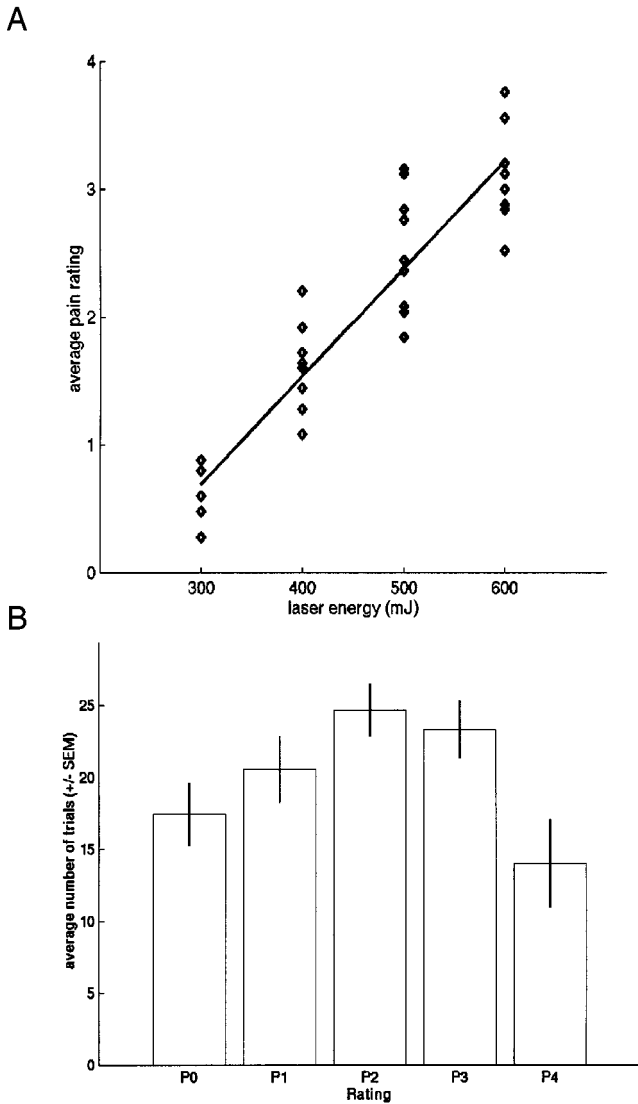 A
4
3
2
1
0
average pain rating
300 400 500 600
laser energy (mJ)
B
25
20
15
10
5
0
average number of trials (+/- SEM)
P0 P1 P2 P3 P4
Rating